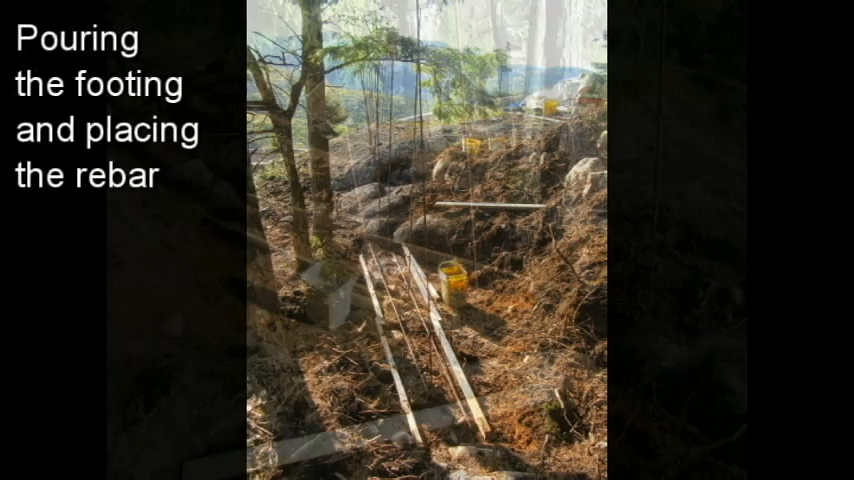 Pouring
the footing
and placing
the rebar